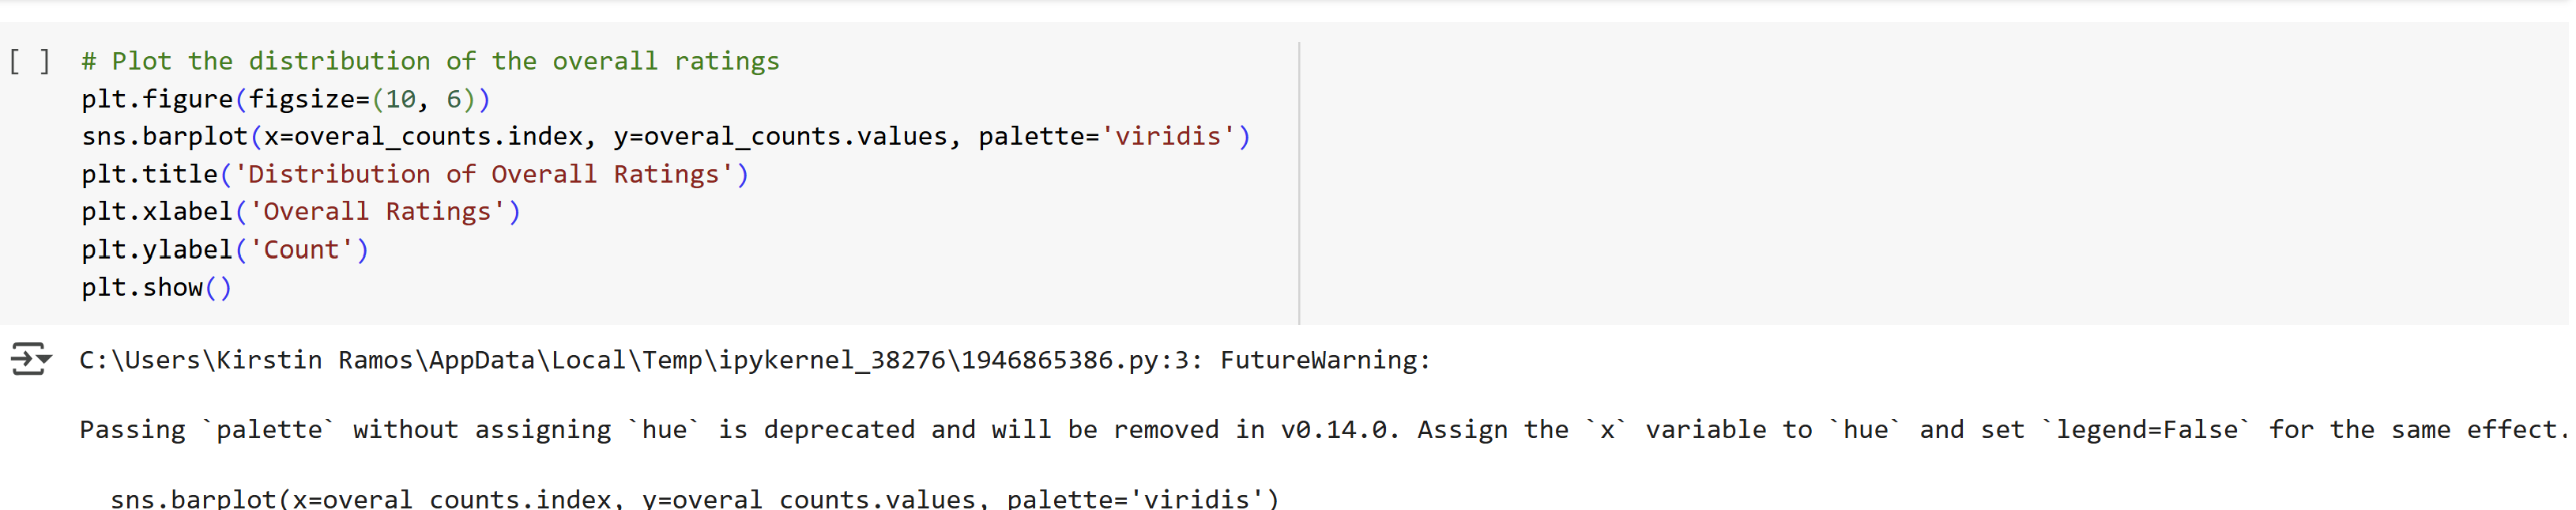 [ ] # Plot the distribution of the overall ratings
plt.figure(figsize=(10, 6))
sns.barplot(x=overal_counts.index, y=overal_counts.values, palette='viridis')
plt.title('Distribution of Overall Ratings')
plt.xlabel('Overall Ratings')
plt.ylabel('Count')
plt.show()
C:\Users\Kirstin Ramos\AppData\Local\Temp\ipykernel_38276\1946865386.py:3: FutureWarning:
Passing `palette` without assigning `hue` is deprecated and will be removed in v0.14.0. Assign the `x` variable to `hue` and set `legend=False` for the same effect.
sns.barplot(x=overal_counts.index, y=overal_counts.values, palette='viridis')